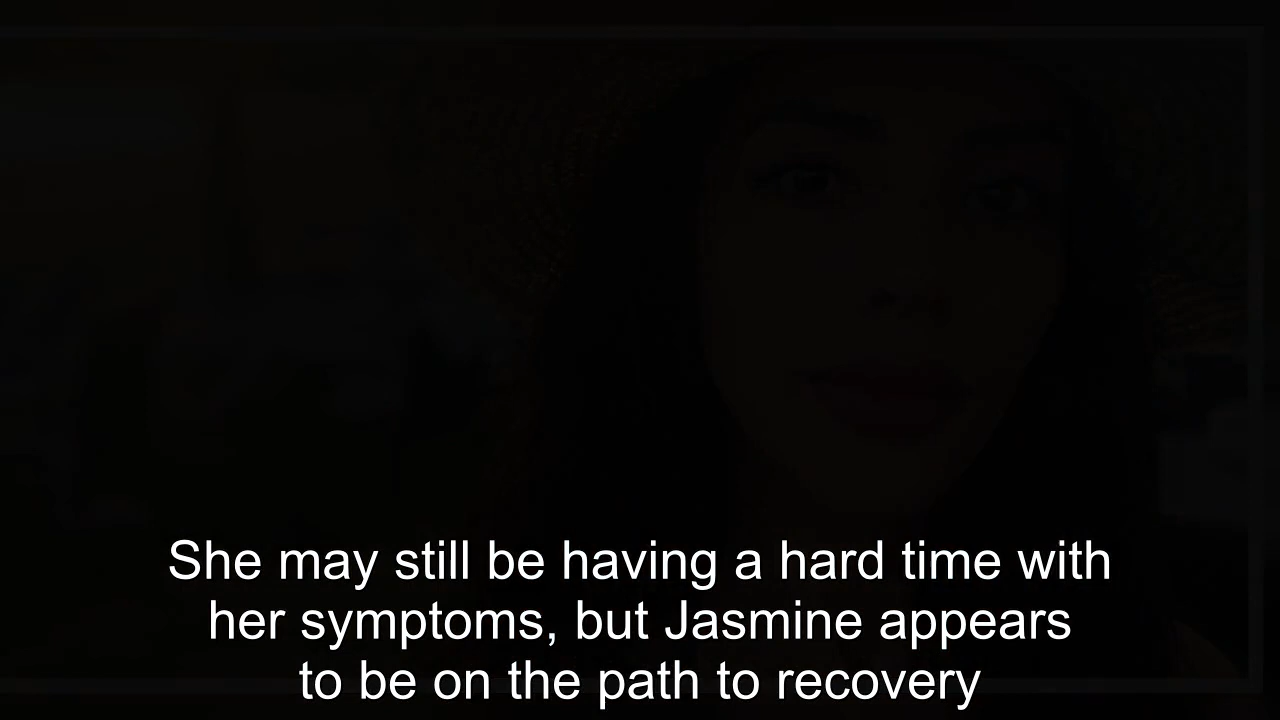 She may still be having a hard time with
her symptoms, but Jasmine appears
to be on the path to recovery